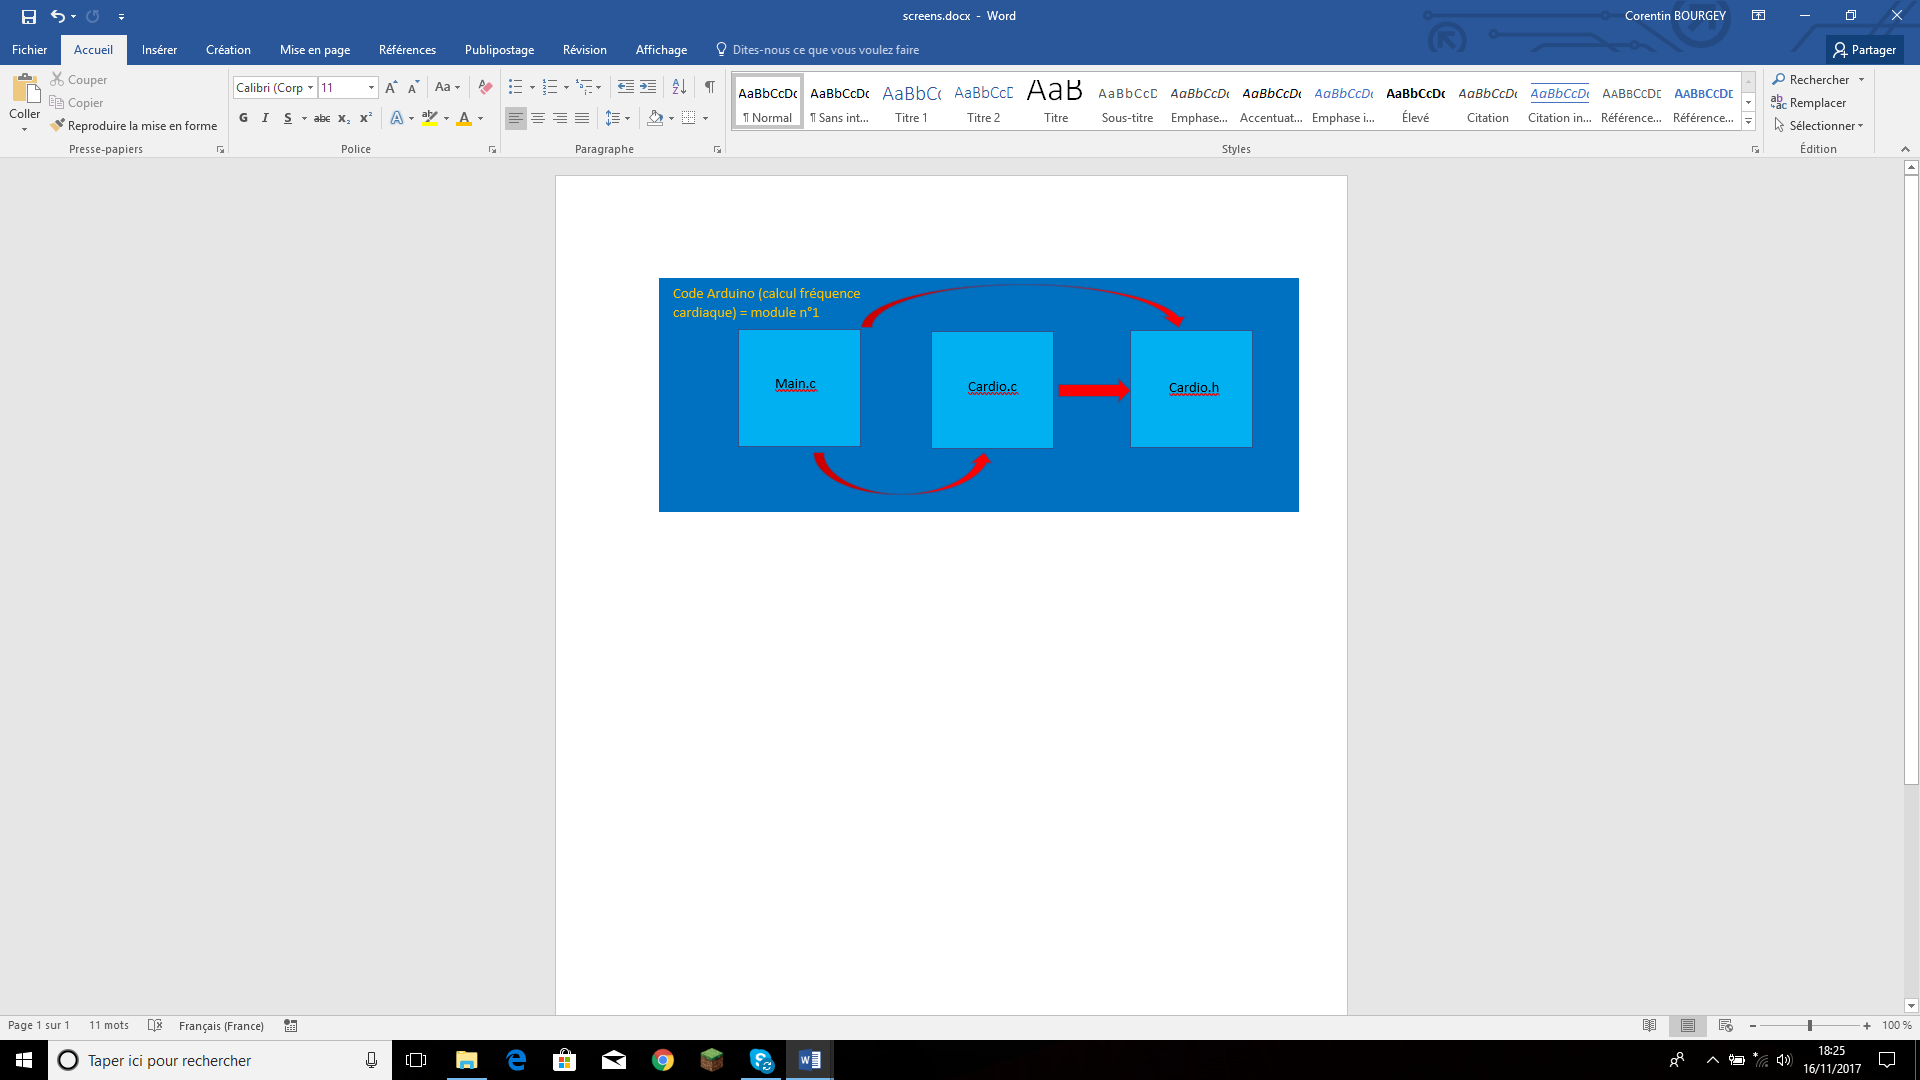 screens.docx - Word
Corentin BOURGEY
Fichier
Accueil
Insérer
Création
Mise en page
Références
Publipostage
Révision
Affichage
Dites-nous ce que vous voulez faire
Partager
Coller
Couper
Copier
Reproduire la mise en forme
Presse-papiers
Calibri (Corp
11
Aa
G I S abc x₂ x²
A ab A
Police
Paragraphe
AaBbCcDc
¶ Normal
AaBbCcDc
¶ Sans int...
AaBbCc
Titre 1
AaBbCcD
Titre 2
AaB
Titre
AaBbCcD
Sous-titre
AaBbCcDc
Emphase...
AaBbCcDc
Accentuat...
AaBbCcDc
Emphase i...
AaBbCcDc
Élevé
AaBbCcDc
Citation
AaBbCcDc
Citation in...
AABBCCDE
Référence...
AABBCCDE
Référence...
Styles
Rechercher
Remplacer
Sélectionner
Édition
Code Arduino (calcul fréquence
cardiaque) = module n°1
Main.c
Cardio.c
Cardio.h
Page 1 sur 1
11 mots
Français (France)
100 %
Taper ici pour rechercher
18:25
16/11/2017